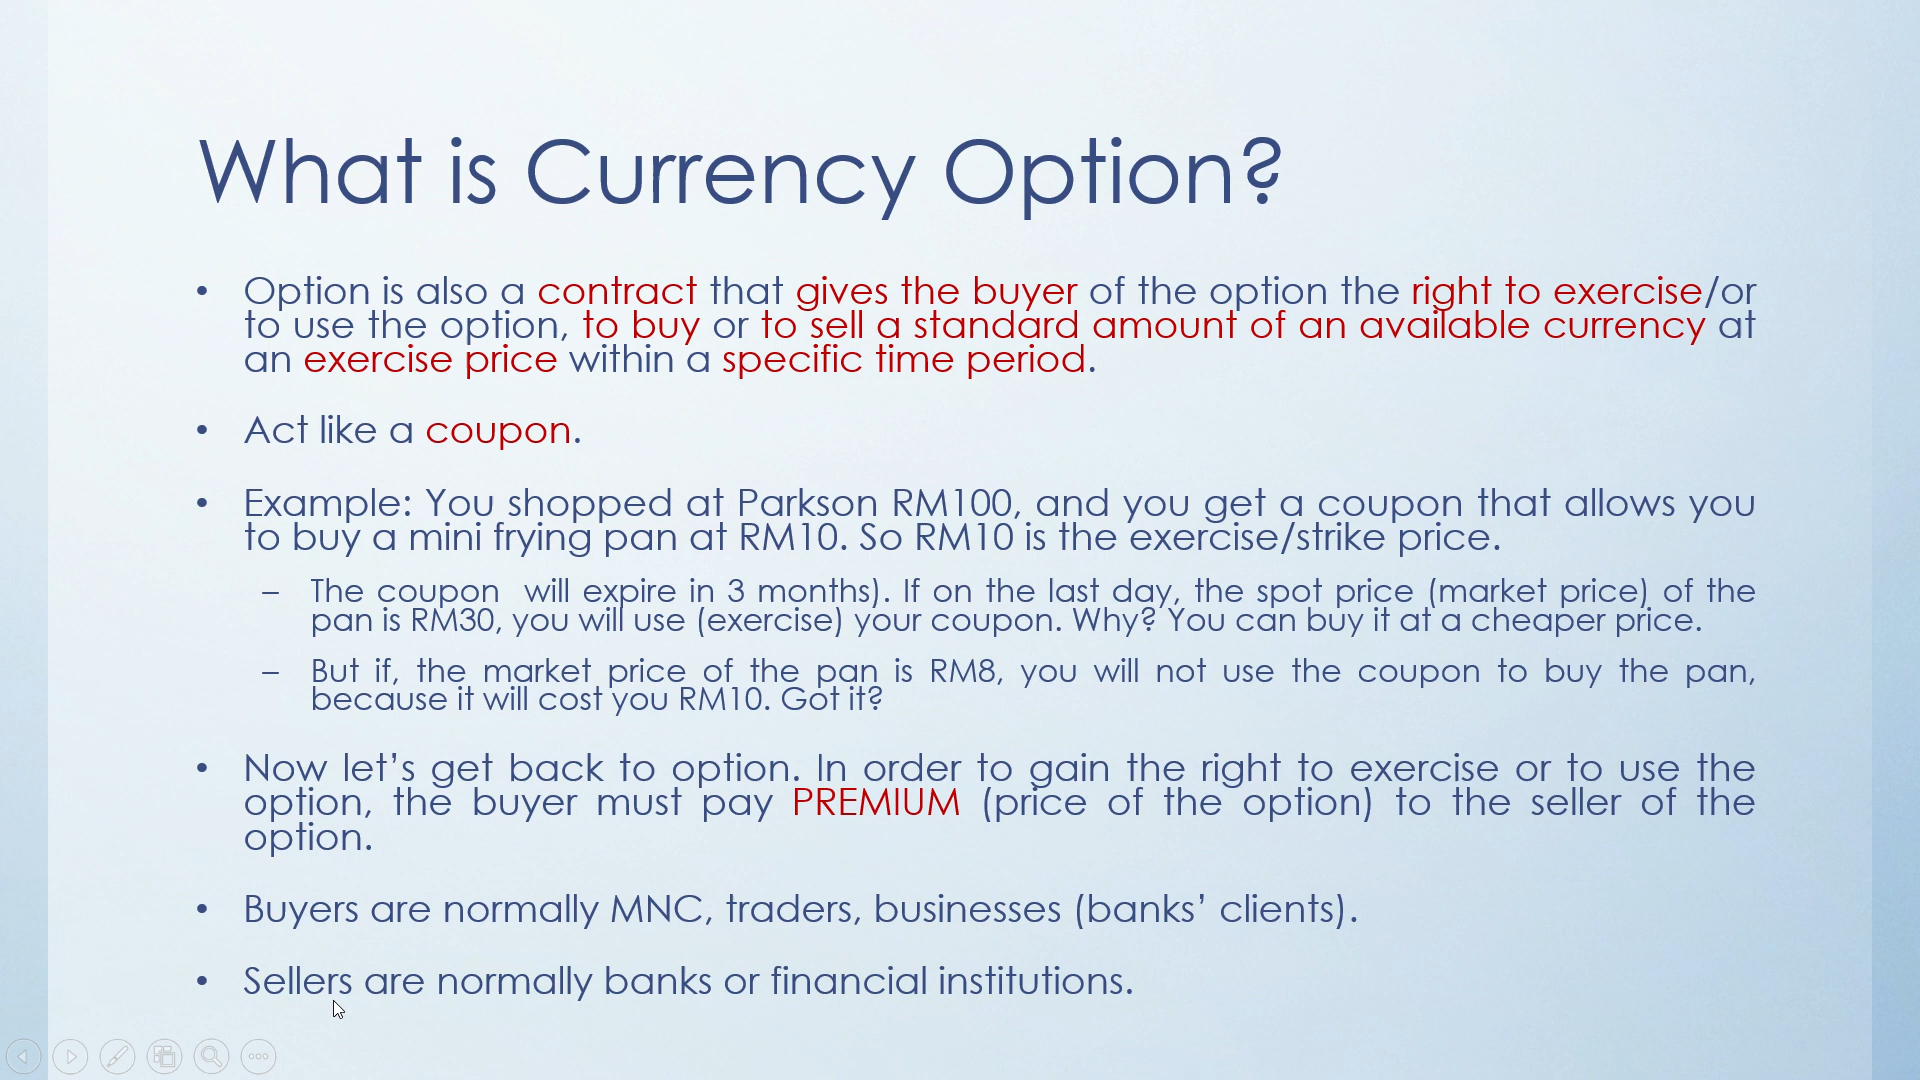 What is Currency Option?
• Option is also a contract that gives the buyer of the option the right to exercise/or
to use the option, to buy or to sell a standard amount of an available currency at
an exercise price within a specific time period.
• Act like a coupon.
• Example: You shopped at Parkson RM100, and you get a coupon that allows you
to buy a mini frying pan at RM10. So RM10 is the exercise/strike price.
– The coupon  will expire in 3 months). If on the last day, the spot price (market price) of the
pan is RM30, you will use (exercise) your coupon. Why? You can buy it at a cheaper price.
– But if, the market price of the pan is RM8, you will not use the coupon to buy the pan,
because it will cost you RM10. Got it?
• Now let’s get back to option. In order to gain the right to exercise or to use the
option, the buyer must pay PREMIUM (price of the option) to the seller of the
option.
• Buyers are normally MNC, traders, businesses (banks’ clients).
• Sellers are normally banks or financial institutions.